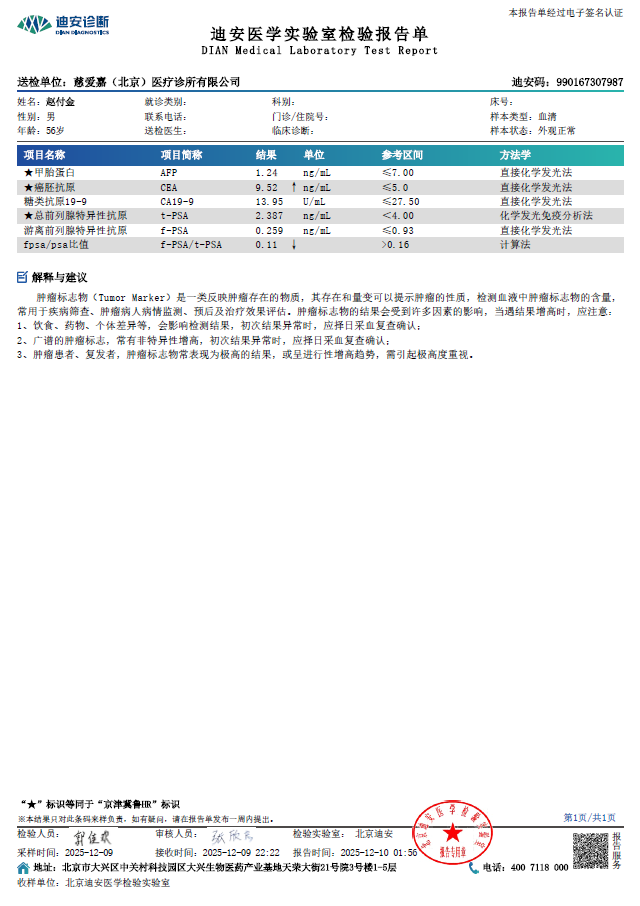 本报告单经过电子签名认证
迪安诊断
DIAN DIAGNOSTICS
迪安医学实验室检验报告单
DIAN Medical Laboratory Test Report
送检单位：慈爱嘉（北京）医疗诊所有限公司 迪安码：990167307987
姓名：赵付金 就诊类别： 科别： 床号：
性别：男 联系电话： 门诊/住院号： 样本类型：血清
年龄：56岁 送检医生： 临床诊断： 样本状态：外观正常
项目名称 项目简称 结果 单位 参考区间 方法学
★甲胎蛋白 AFP 1.24 ng/mL ≤7.00 直接化学发光法
★癌胚抗原 CEA 9.52 ↑ ng/mL ≤5.0 直接化学发光法
糖类抗原19-9 CA19-9 13.95 U/mL ≤27.50 直接化学发光法
★总前列腺特异性抗原 t-PSA 2.387 ng/mL <4.00 化学发光免疫分析法
游离前列腺特异性抗原 f-PSA 0.259 ng/mL ≤0.93 直接化学发光法
fpsa/psa比值 f-PSA/t-PSA 0.11 ↓ >0.16 计算法
解释与建议
肿瘤标志物（Tumor Marker）是一类反映肿瘤存在的物质，其存在和量变可以提示肿瘤的性质，检测血液中肿瘤标志物的含量，
常用于疾病筛查、肿瘤病人病情监测、预后及治疗效果评估。肿瘤标志物的结果会受到许多因素的影响，当遇结果增高时，应注意：
1、饮食、药物、个体差异等，会影响检测结果，初次结果异常时，应择日采血复查确认；
2、广谱的肿瘤标志，常有非特异性增高，初次结果异常时，应择日采血复查确认；
3、肿瘤患者、复发者，肿瘤标志物常表现为极高的结果，或呈进行性增高趋势，需引起极高度重视。
“★”标识等同于“京津冀鲁HR”标识
※本结果只对此条码来样负责，如有疑问，请在报告单发布一周内提出。 第1页/共1页
检验人员： 审核人员： 检验实验室： 北京迪安
采样时间：2025-12-09 接收时间：2025-12-09 22:22 报告时间：2025-12-10 01:56
报告专用章
报告服务
地址：北京市大兴区中关村科技园区大兴生物医药产业基地天荣大街21号院3号楼1-5层 电话：400 7118 000
收样单位：北京迪安医学检验实验室